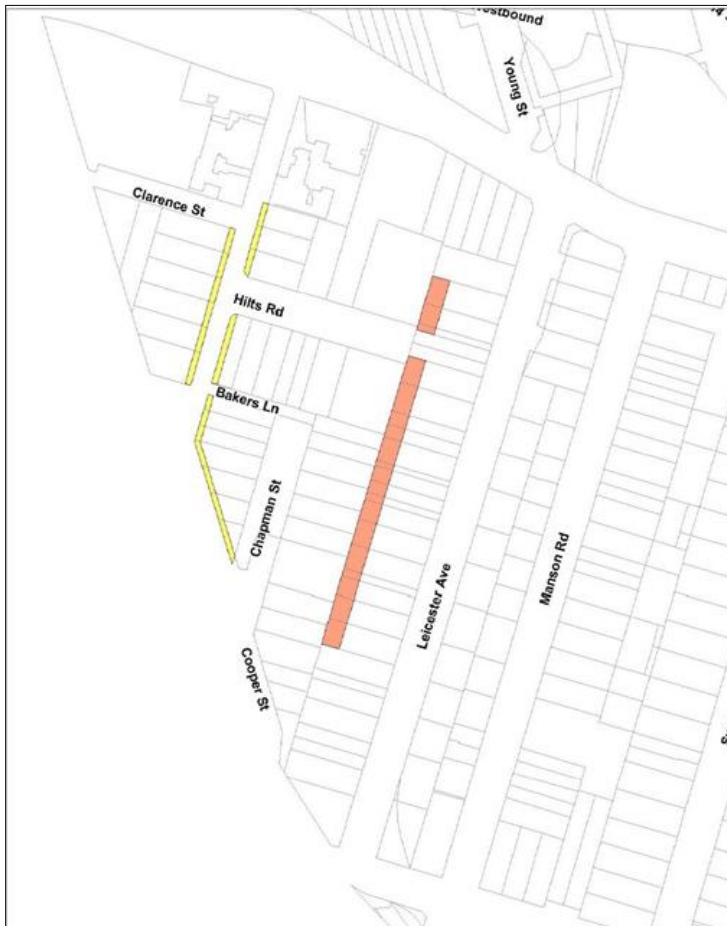 Young St
Clarence St
Hilts Rd
Bakers Ln
Chapman St
Manson Rd
Leicester Ave
Cooper St